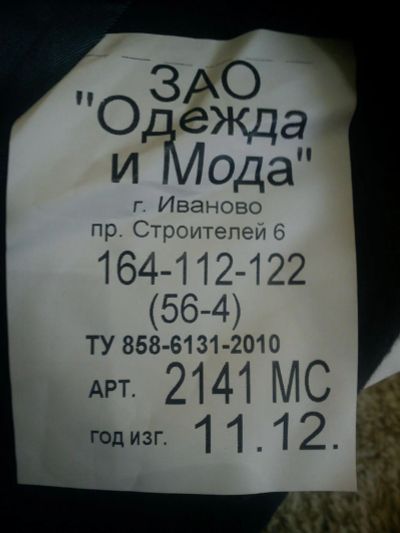 ЗАО
"Одежда
и Мода"
г. Иваново
пр. Строителей 6
164-112-122
(56-4)
ТУ 858-6131-2010
АРТ. 2141 МС
ГОД ИЗГ. 11.12.